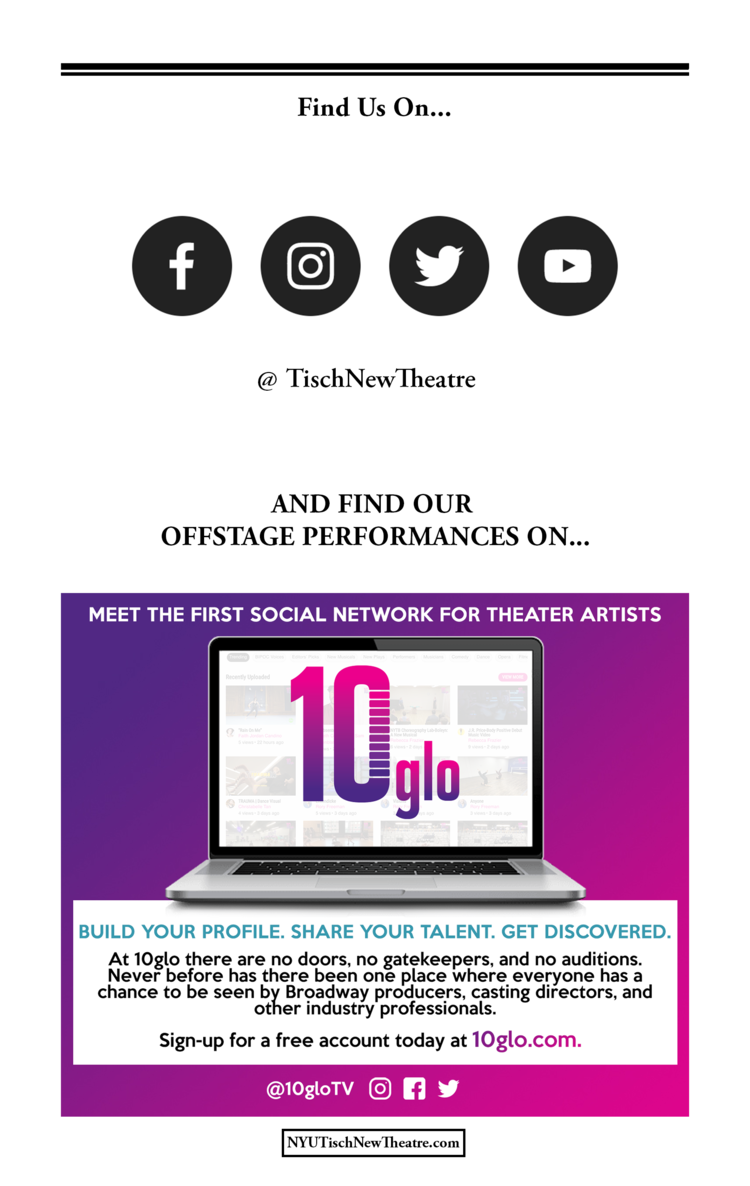 Find Us On...
@ TischNewTheatre
AND FIND OUR
OFFSTAGE PERFORMANCES ON...
MEET THE FIRST SOCIAL NETWORK FOR THEATER ARTISTS
Recently Uploaded
10glo
BUILD YOUR PROFILE. SHARE YOUR TALENT. GET DISCOVERED.
At 10glo there are no doors, no gatekeepers, and no auditions.
Never before has there been one place where everyone has a
chance to be seen by Broadway producers, casting directors, and
other industry professionals.
Sign-up for a free account today at 10glo.com.
@10gloTV
NYUTischNewTheatre.com